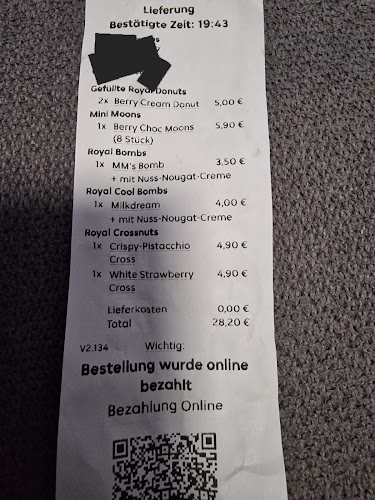 Lieferung
Bestätigte Zeit: 19:43
Gefüllte Royal Donuts
2x Berry Cream Donut 5,00 €
Mini Moons
1x Berry Choc Moons 5,90 €
(8 Stück)
Royal Bombs
1x MM's Bomb 3,50 €
+ mit Nuss-Nougat-Creme
Royal Cool Bombs
1x Milkdream 4,00 €
+ mit Nuss-Nougat-Creme
Royal Crossnuts
1x Crispy-Pistacchio 4,90 €
Cross
1x White Strawberry 4,90 €
Cross
Lieferkosten 0,00 €
Total 28,20 €
V2.134 Wichtig:
Bestellung wurde online
bezahlt
Bezahlung Online